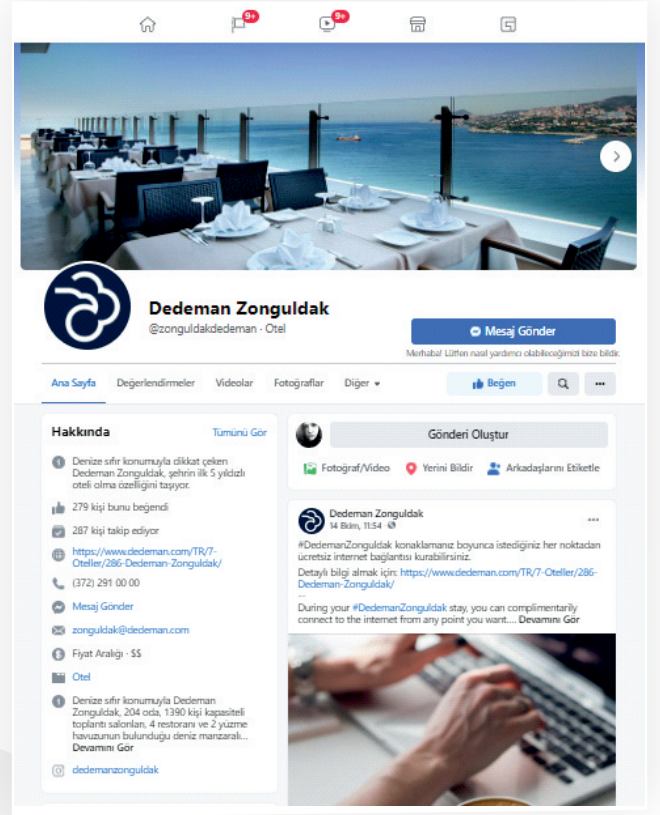 9+
9+
Dedeman Zonguldak
@zonguldakdedeman · Otel
Mesaj Gönder
Merhaba! Lütfen nasıl yardımcı olabileceğimizi bize bildir.
Ana Sayfa Değerlendirmeler Videolar Fotoğraflar Diğer
Beğen
Hakkında Tümünü Gör
Denize sıfır konumuyla dikkat çeken
Dedeman Zonguldak, şehrin ilk 5 yıldızlı
oteli olma özelliğini taşıyor.
279 kişi bunu beğendi
287 kişi takip ediyor
https://www.dedeman.com/TR/7-
Oteller/286-Dedeman-Zonguldak/
(372) 291 00 00
Mesaj Gönder
zonguldak@dedeman.com
Fiyat Aralığı · $$
Otel
Denize sıfır konumuyla Dedeman
Zonguldak, 204 oda, 1390 kişi kapasiteli
toplantı salonları, 4 restoranı ve 2 yüzme
havuzunun bulunduğu deniz manzaralı...
Devamını Gör
dedemanzonguldak
Gönderi Oluştur
Fotoğraf/Video Yerini Bildir Arkadaşlarını Etiketle
Dedeman Zonguldak
14 Ekim, 11:54 ·
#DedemanZonguldak konaklamanız boyunca istediğiniz her noktadan
ücretsiz internet bağlantısı kurabilirsiniz.
Detaylı bilgi almak için: https://www.dedeman.com/TR/7-Oteller/286-
Dedeman-Zonguldak/
--
During your #DedemanZonguldak stay, you can complimentarily
connect to the internet from any point you want.... Devamını Gör